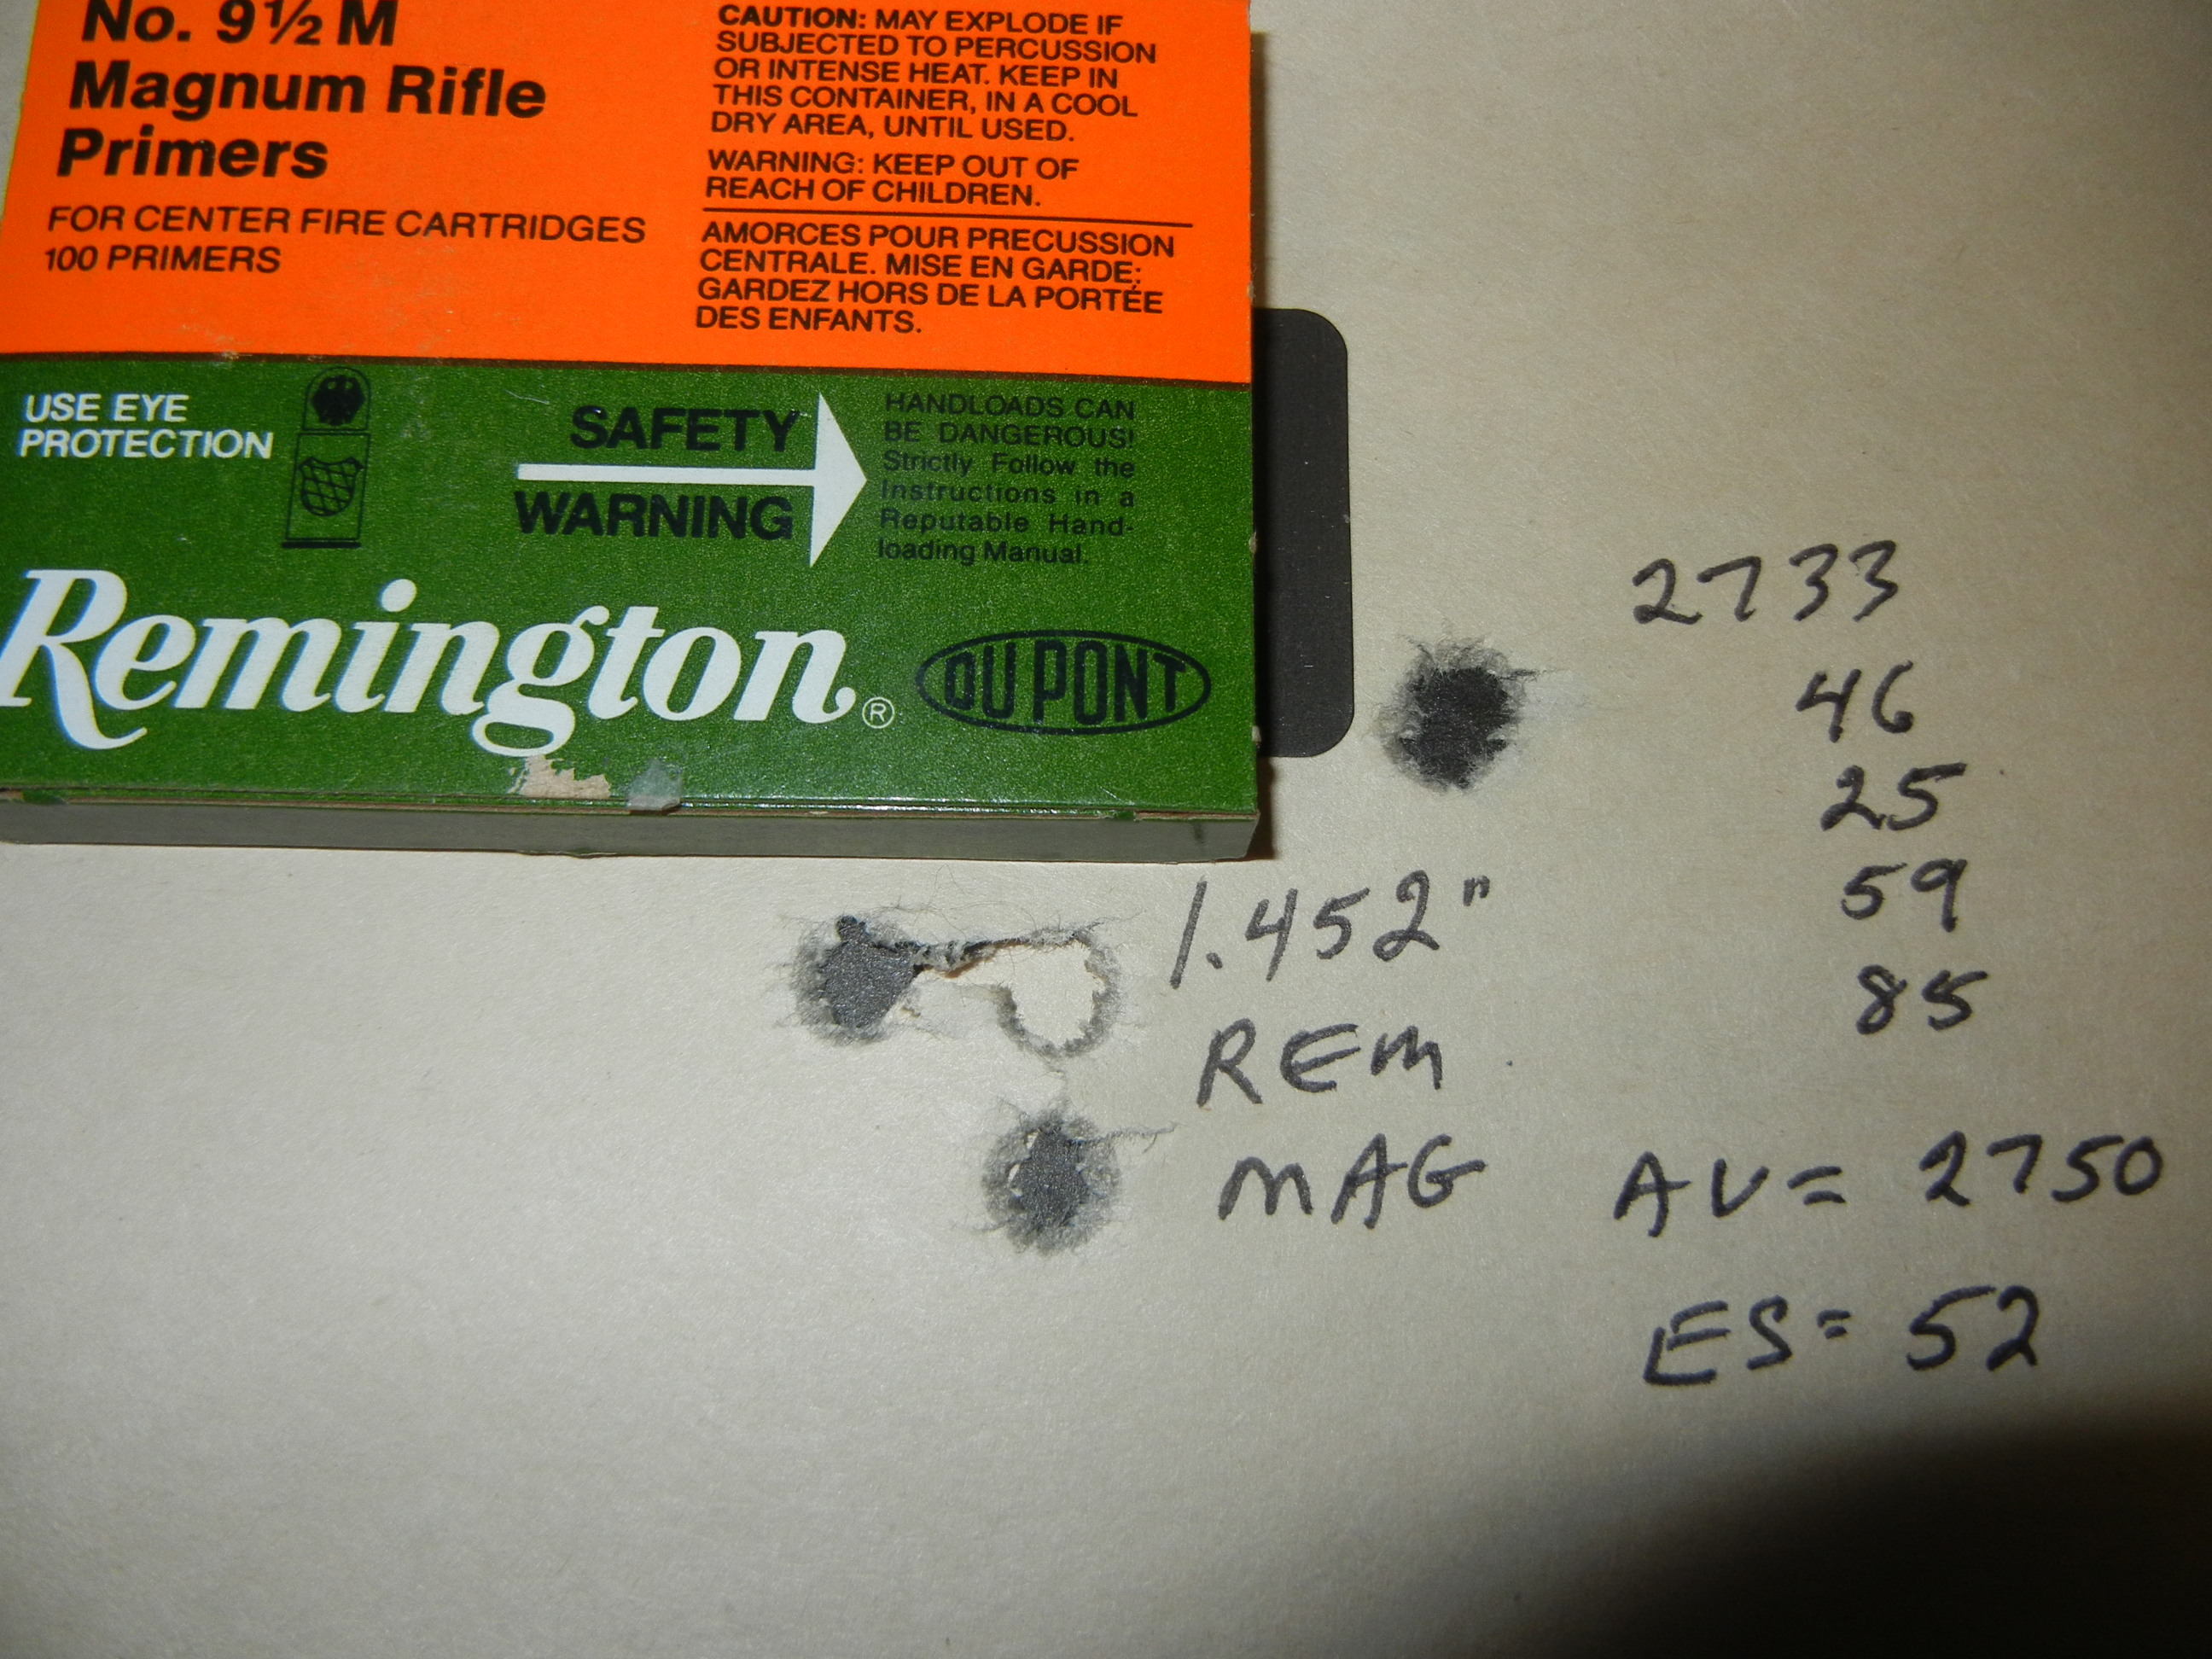 No. 9½ M
Magnum Rifle
Primers
FOR CENTER FIRE CARTRIDGES
100 PRIMERS
CAUTION: MAY EXPLODE IF
SUBJECTED TO PERCUSSION
OR INTENSE HEAT. KEEP IN
THIS CONTAINER, IN A COOL
DRY AREA, UNTIL USED.
WARNING: KEEP OUT OF
REACH OF CHILDREN.
AMORCES POUR PRECUSSION
CENTRALE. MISE EN GARDE:
GARDEZ HORS DE LA PORTÉE
DES ENFANTS.
USE EYE
PROTECTION
SAFETY
WARNING
HANDLOADS CAN
BE DANGEROUS!
Strictly Follow the
Instructions in a
Reputable Hand-
loading Manual.
Remington®
DU PONT
2733
46
25
59
85
1.452"
REM
MAG
AV= 2750
ES= 52